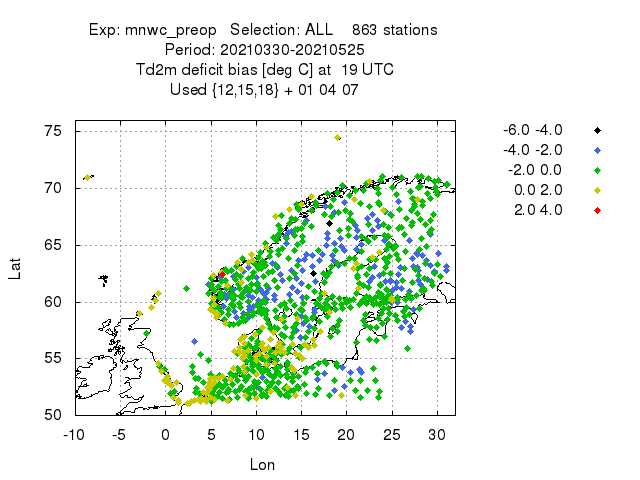 Exp: mnwc_preop Selection: ALL 863 stations
Period: 20210330-20210525
Td2m deficit bias [deg C] at 19 UTC
Used {12,15,18} + 01 04 07
-6.0 -4.0
-4.0 -2.0
-2.0 0.0
0.0 2.0
2.0 4.0
75
70
65
60
55
50
Lat
-10 -5 0 5 10 15 20 25 30
Lon